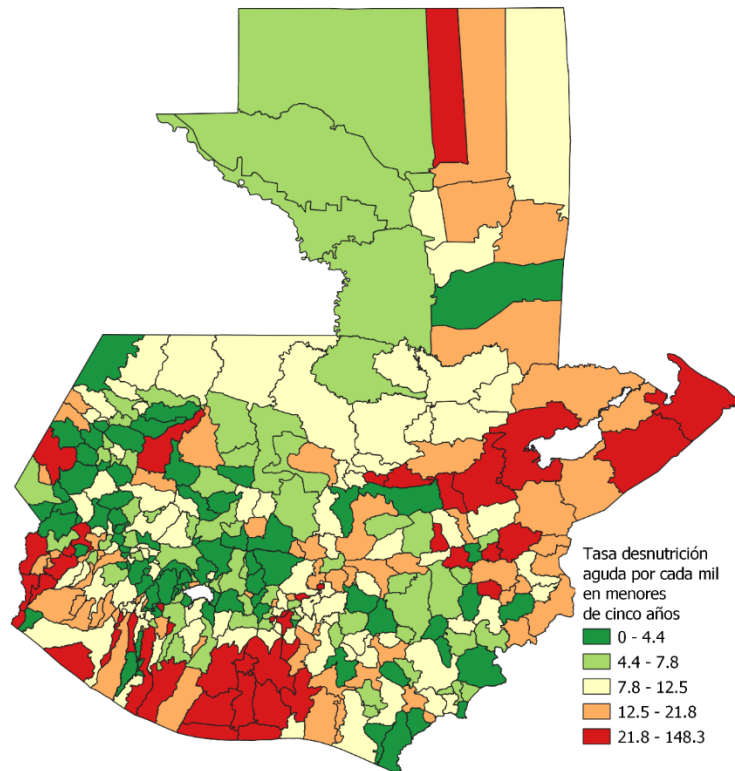 Tasa desnutrición
aguda por cada mil
en menores
de cinco años
0 - 4.4
4.4 - 7.8
7.8 - 12.5
12.5 - 21.8
21.8 - 148.3